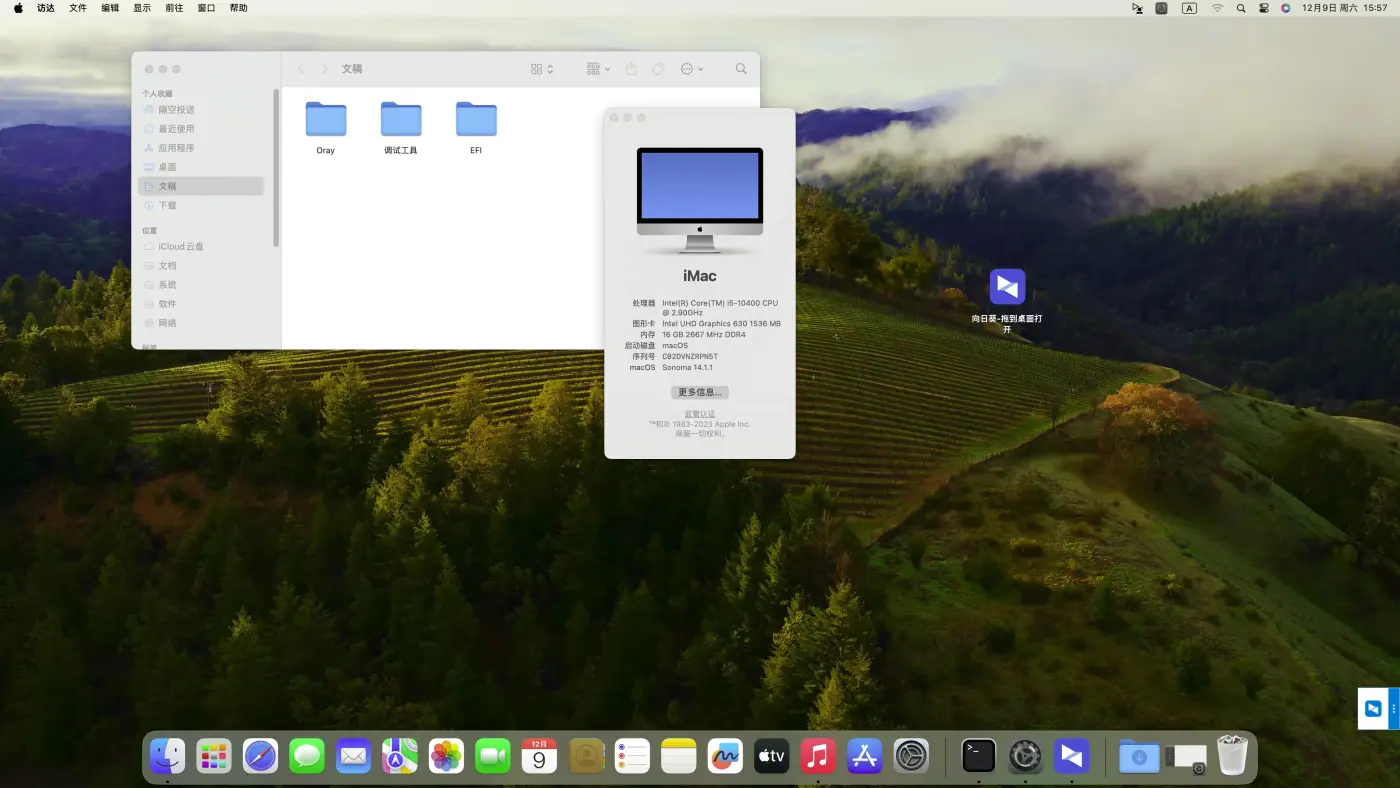 访达 文件 编辑 显示 前往 窗口 帮助
A 12月9日 周六 15:57
文稿
个人收藏
隔空投送
最近使用
应用程序
桌面
文稿
下载
位置
iCloud云盘
文档
系统
软件
网络
标签
Oray 调试工具 EFI
iMac
处理器 Intel(R) Core(TM) i5-10400 CPU
@ 2.90GHz
图形卡 Intel UHD Graphics 630 1536 MB
内存 16 GB 2667 MHz DDR4
启动磁盘 macOS
序列号 C02DVNZRPN5T
macOS Sonoma 14.1.1
更多信息...
监管认证
™和© 1983-2023 Apple Inc.
保留一切权利。
向日葵-拖到桌面打
开
12月
9
tv